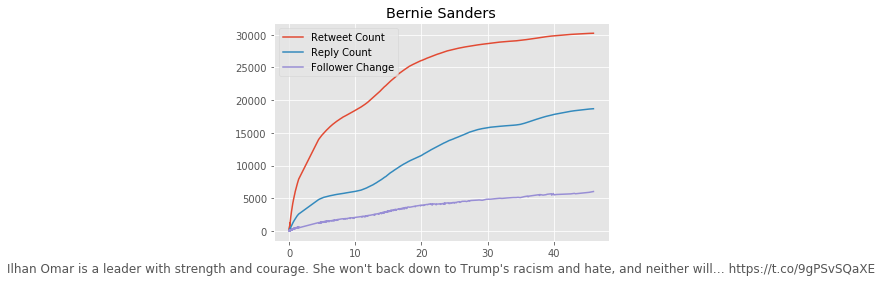 Bernie Sanders
30000
25000
20000
15000
10000
5000
0
Retweet Count
Reply Count
Follower Change
0 10 20 30 40
Ilhan Omar is a leader with strength and courage. She won't back down to Trump's racism and hate, and neither will… https://t.co/9gPSvSQaXE